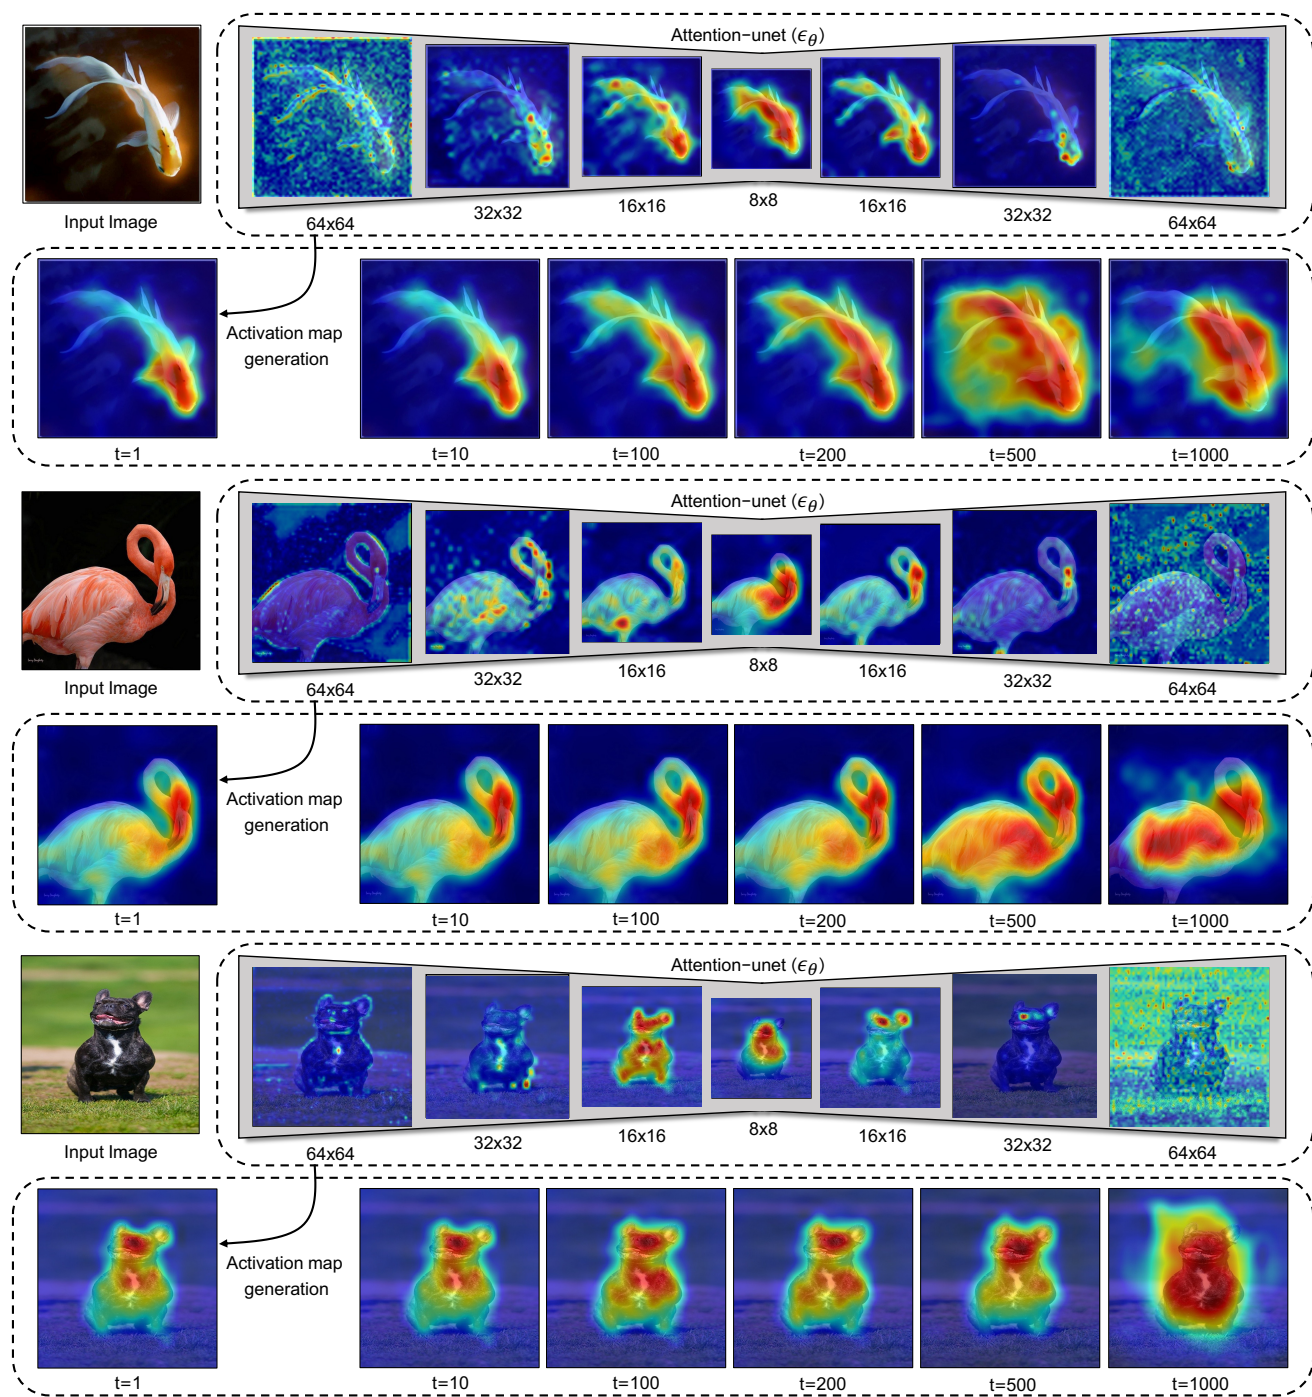 Attention−unet (ϵθ)
Input Image
64x64
32x32
16x16
8x8
16x16
32x32
64x64
Activation map
generation
t=1
t=10
t=100
t=200
t=500
t=1000
Attention−unet (ϵθ)
Input Image
64x64
32x32
16x16
8x8
16x16
32x32
64x64
Activation map
generation
t=1
t=10
t=100
t=200
t=500
t=1000
Attention−unet (ϵθ)
Input Image
64x64
32x32
16x16
8x8
16x16
32x32
64x64
Activation map
generation
t=1
t=10
t=100
t=200
t=500
t=1000